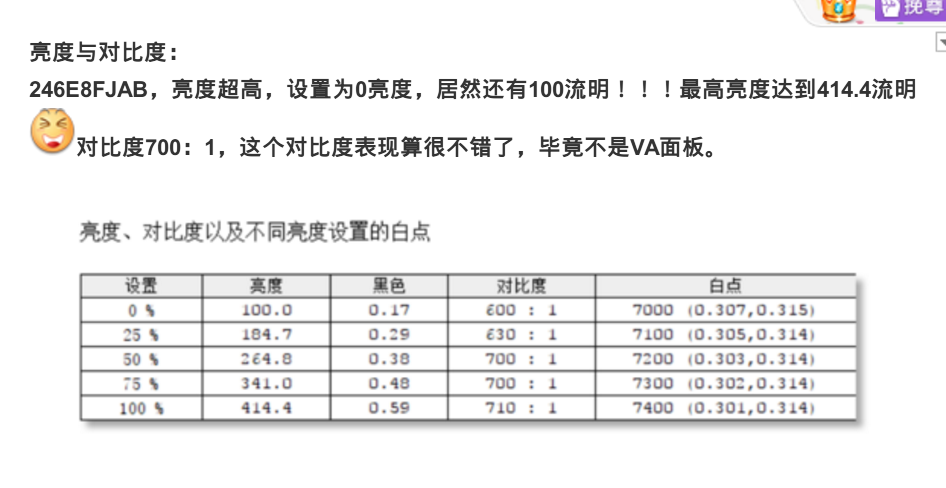 挽尊
亮度与对比度：
246E8FJAB，亮度超高，设置为0亮度，居然还有100流明！！！最高亮度达到414.4流明
对比度700：1，这个对比度表现算很不错了，毕竟不是VA面板。
亮度、对比度以及不同亮度设置的白点
设置 亮度 黑色 对比度 白点
0 % 100.0 0.17 600 : 1 7000 (0.307,0.315)
25 % 184.7 0.29 630 : 1 7100 (0.305,0.314)
50 % 264.8 0.38 700 : 1 7200 (0.303,0.314)
75 % 341.0 0.48 700 : 1 7300 (0.302,0.314)
100 % 414.4 0.59 710 : 1 7400 (0.301,0.314)